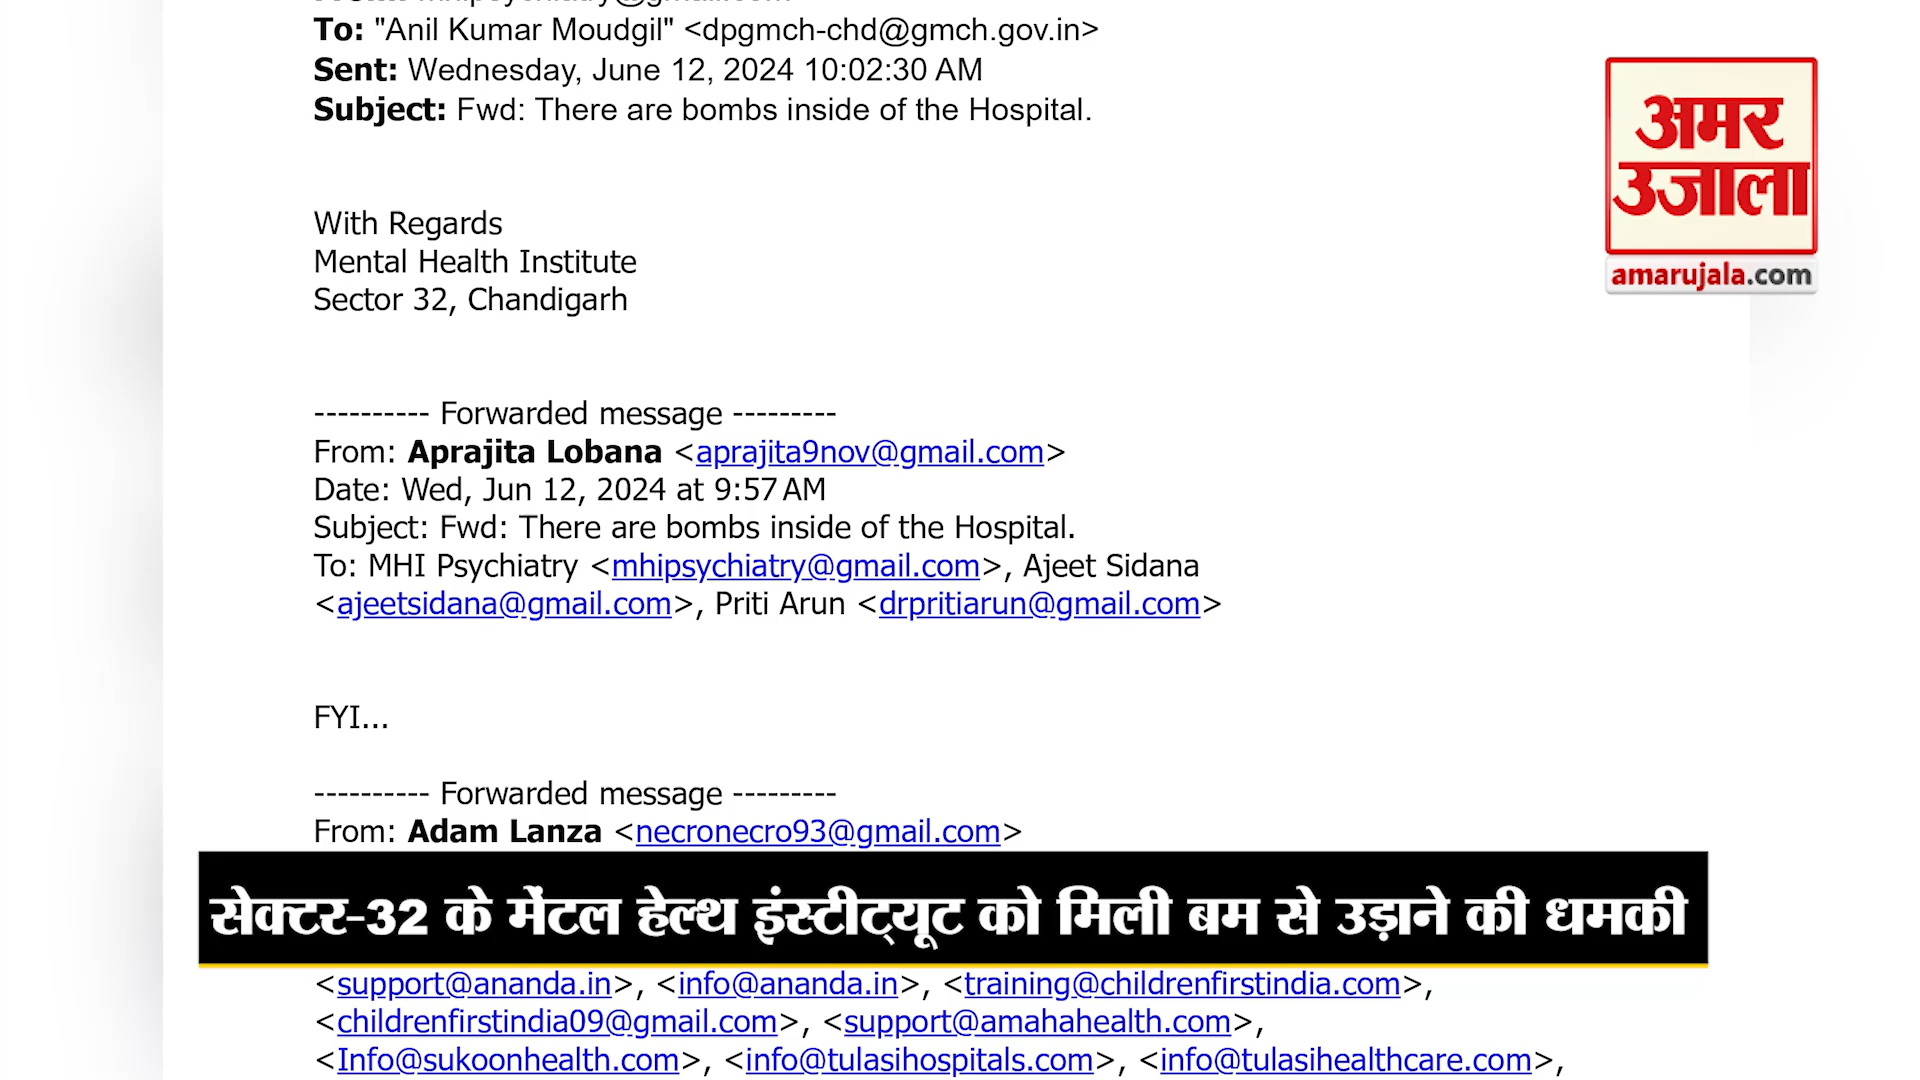 To: "Anil Kumar Moudgil" <dpgmch-chd@gmch.gov.in>
Sent: Wednesday, June 12, 2024 10:02:30 AM
Subject: Fwd: There are bombs inside of the Hospital.
अमर
उजाला
amarujala.com
With Regards
Mental Health Institute
Sector 32, Chandigarh
---------- Forwarded message ---------
From: Aprajita Lobana <aprajita9nov@gmail.com>
Date: Wed, Jun 12, 2024 at 9:57 AM
Subject: Fwd: There are bombs inside of the Hospital.
To: MHI Psychiatry <mhipsychiatry@gmail.com>, Ajeet Sidana
<ajeetsidana@gmail.com>, Priti Arun <drpritiarun@gmail.com>
FYI...
---------- Forwarded message ---------
From: Adam Lanza <necronecro93@gmail.com>
सेक्टर-32 के मेंटल हेल्थ इंस्टीट्यूट को मिली बम से उड़ाने की धमकी
<support@ananda.in>, <info@ananda.in>, <training@childrenfirstindia.com>,
<childrenfirstindia09@gmail.com>, <support@amahahealth.com>,
<Info@sukoonhealth.com>, <info@tulasihospitals.com>, <info@tulasihealthcare.com>,